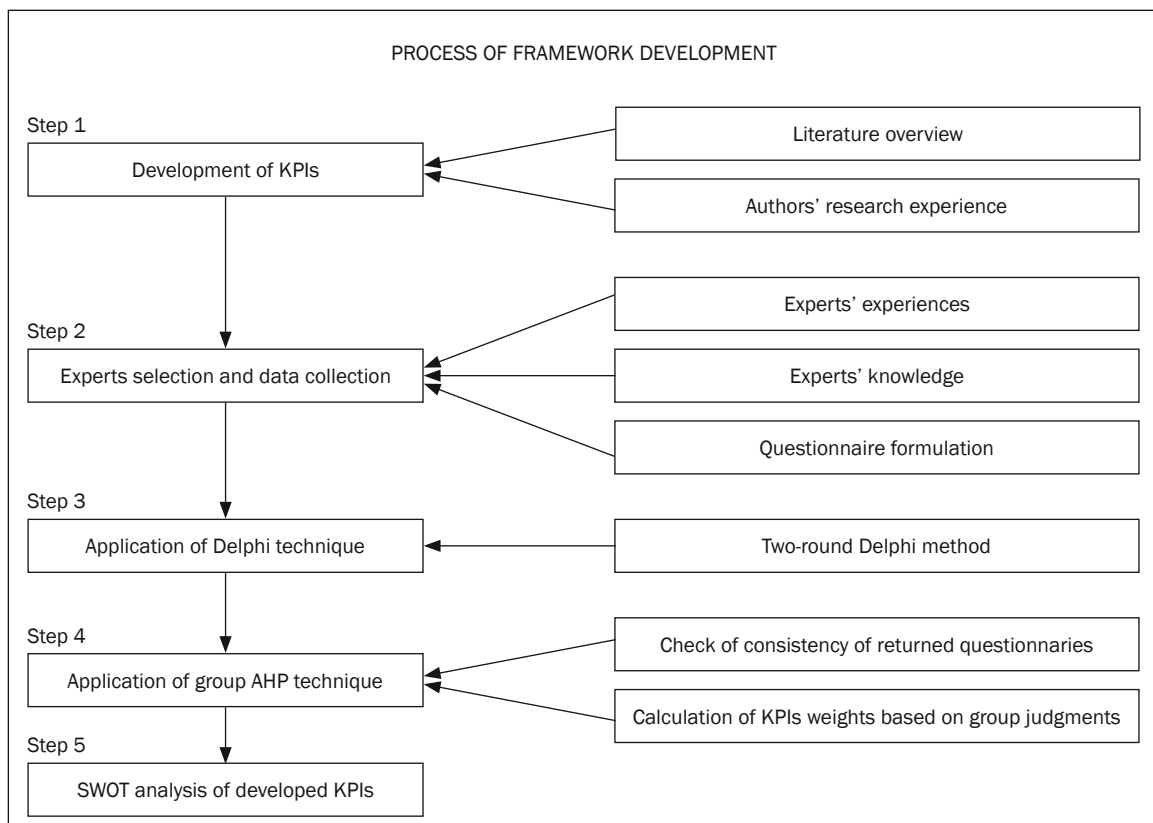 PROCESS OF FRAMEWORK DEVELOPMENT
Step 1
Development of KPIs
Literature overview
Authors’ research experience
Step 2
Experts selection and data collection
Experts’ experiences
Experts’ knowledge
Questionnaire formulation
Step 3
Application of Delphi technique
Two-round Delphi method
Step 4
Application of group AHP technique
Check of consistency of returned questionnaries
Calculation of KPIs weights based on group judgments
Step 5
SWOT analysis of developed KPIs